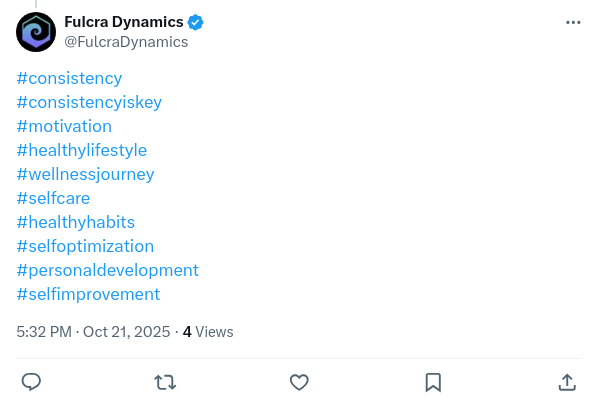 Fulcra Dynamics
@FulcraDynamics
#consistency
#consistencyiskey
#motivation
#healthylifestyle
#wellnessjourney
#selfcare
#healthyhabits
#selfoptimization
#personaldevelopment
#selfimprovement
5:32 PM · Oct 21, 2025 · 4 Views